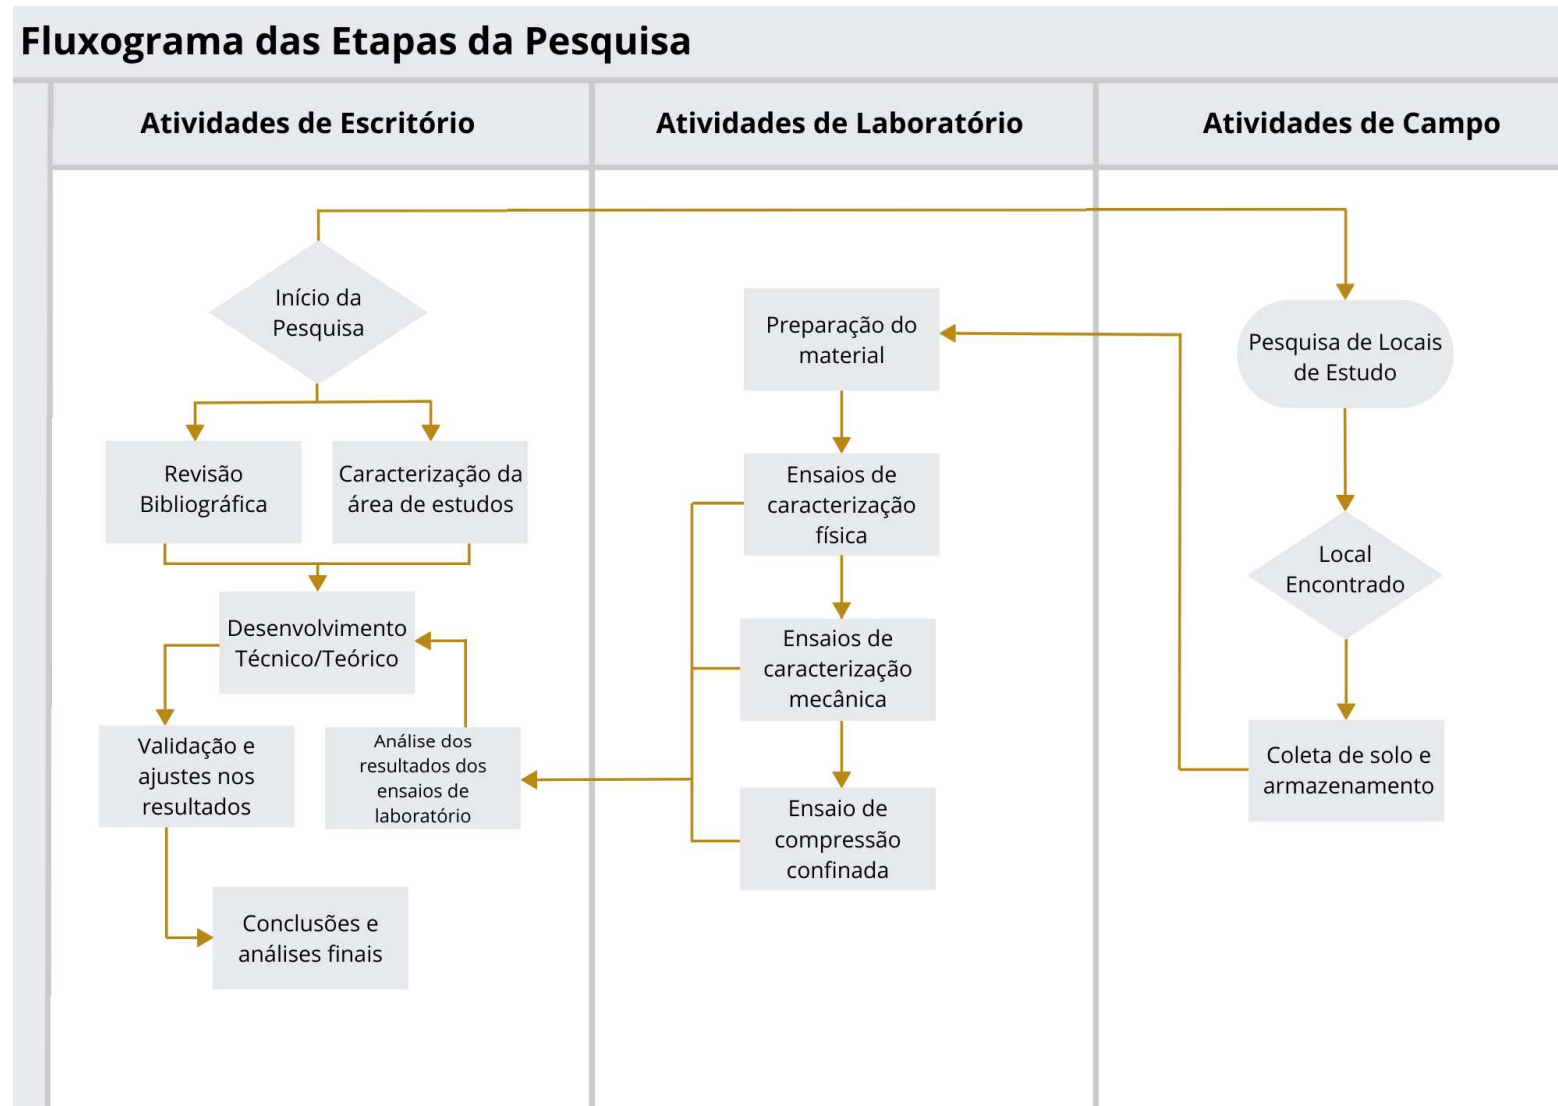 Fluxograma das Etapas da Pesquisa
Atividades de Escritório
Atividades de Laboratório
Atividades de Campo
Início da
Pesquisa
Revisão
Bibliográfica
Caracterização da
área de estudos
Desenvolvimento
Técnico/Teórico
Validação e
ajustes nos
resultados
Análise dos
resultados dos
ensaios de
laboratório
Conclusões e
análises finais
Preparação do
material
Ensaios de
caracterização
física
Ensaios de
caracterização
mecânica
Ensaio de
compressão
confinada
Pesquisa de Locais
de Estudo
Local
Encontrado
Coleta de solo e
armazenamento